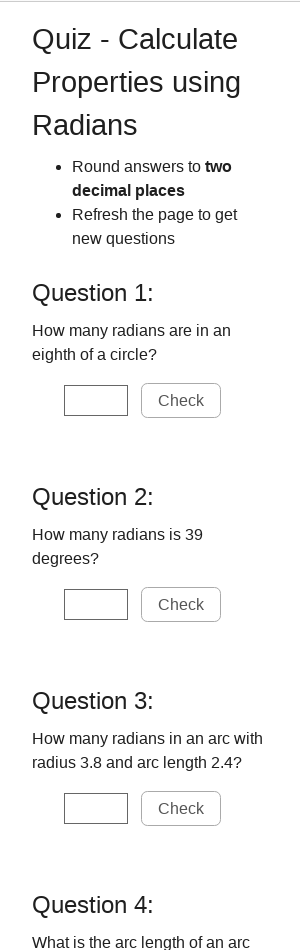 Quiz - Calculate
Properties using
Radians
• Round answers to two
decimal places
• Refresh the page to get
new questions
Question 1:
How many radians are in an
eighth of a circle?
Check
Question 2:
How many radians is 39
degrees?
Check
Question 3:
How many radians in an arc with
radius 3.8 and arc length 2.4?
Check
Question 4:
What is the arc length of an arc